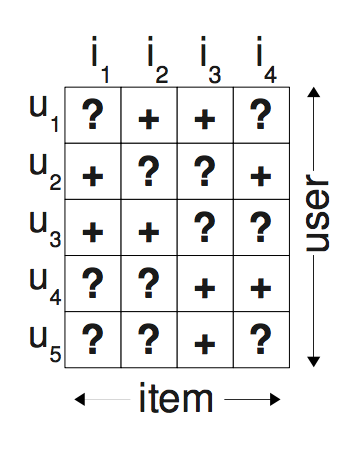 i1 i2 i3 i4
u1 ? + + ?
u2 + ? ? +
u3 + + ? ?
u4 ? ? + +
u5 ? ? + ?
user
item